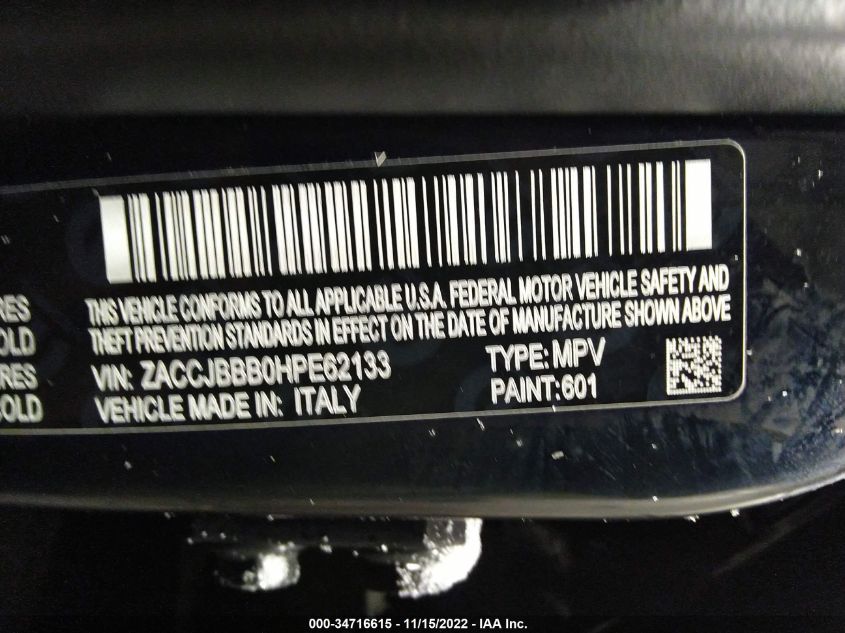 THIS VEHICLE CONFORMS TO ALL APPLICABLE U.S.A. FEDERAL MOTOR VEHICLE SAFETY AND
THEFT PREVENTION STANDARDS IN EFFECT ON THE DATE OF MANUFACTURE SHOWN ABOVE
RES
OLD
RES
COLD
VIN: ZACCJBBB0HPE62133 TYPE: MPV
VEHICLE MADE IN: ITALY PAINT:601
000-34716615 - 11/15/2022 - IAA Inc.